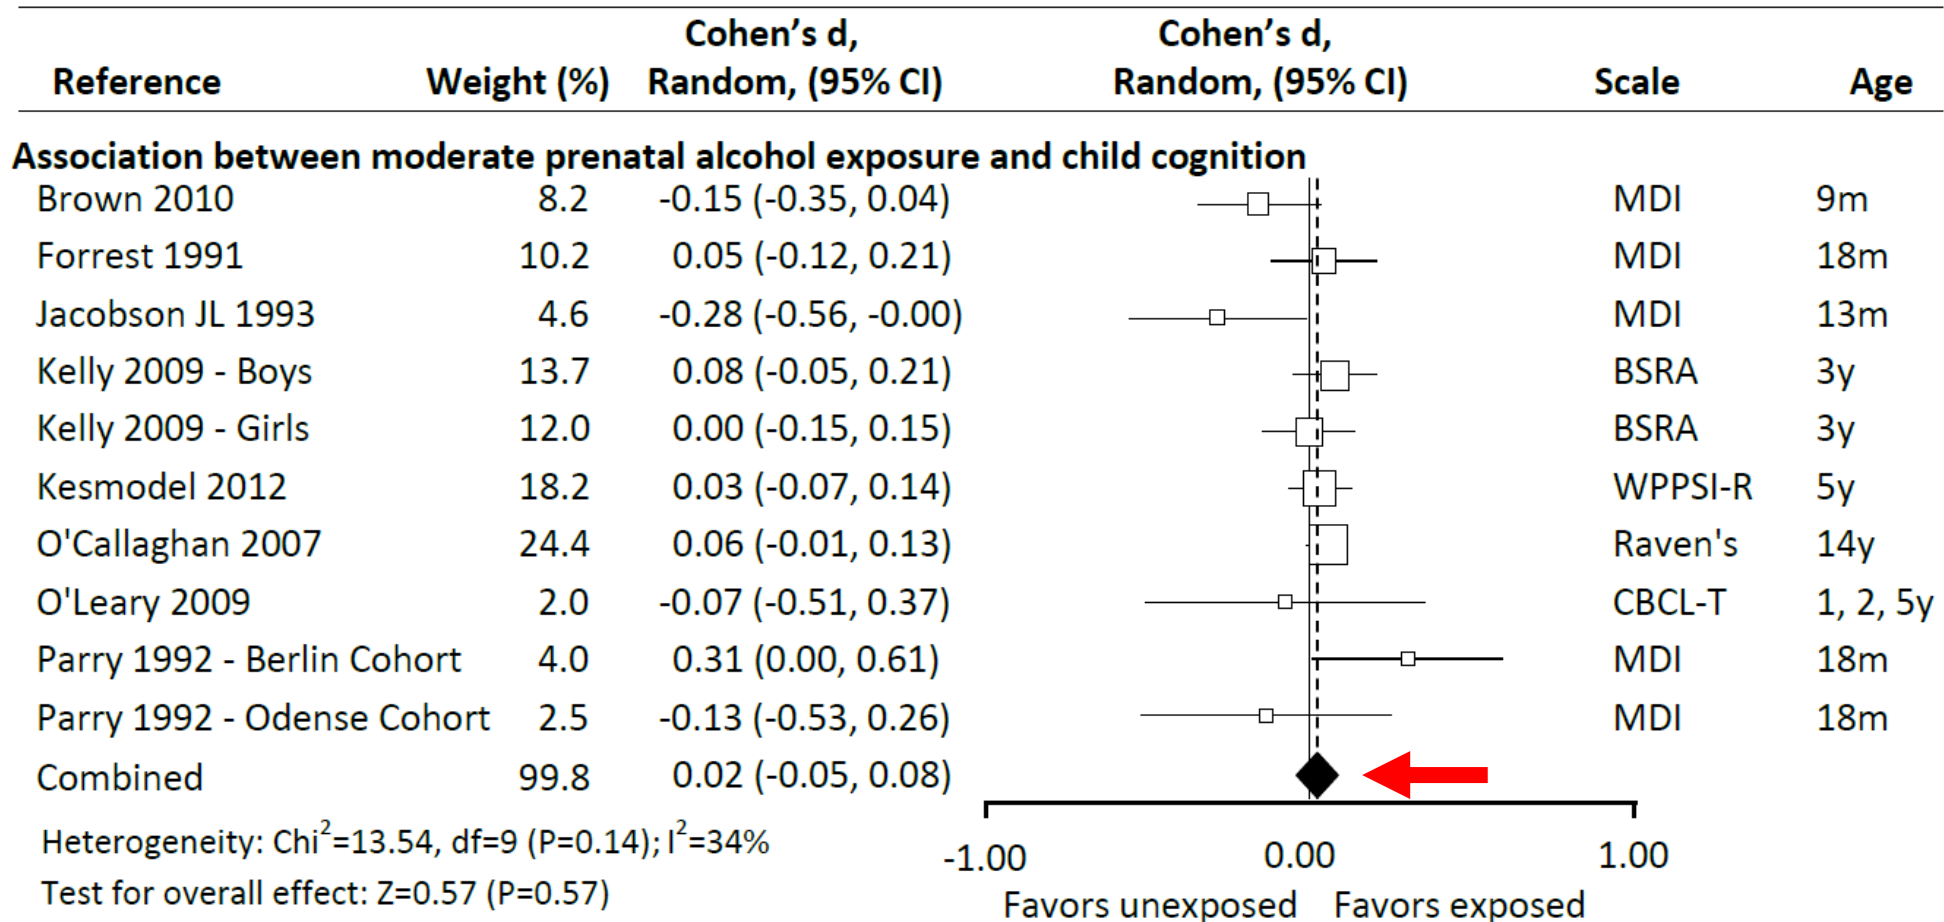 Cohen's d, Cohen's d,
Reference Weight (%) Random, (95% CI) Random, (95% CI) Scale Age
Association between moderate prenatal alcohol exposure and child cognition
Brown 2010 8.2 -0.15 (-0.35, 0.04) MDI 9m
Forrest 1991 10.2 0.05 (-0.12, 0.21) MDI 18m
Jacobson JL 1993 4.6 -0.28 (-0.56, -0.00) MDI 13m
Kelly 2009 - Boys 13.7 0.08 (-0.05, 0.21) BSRA 3y
Kelly 2009 - Girls 12.0 0.00 (-0.15, 0.15) BSRA 3y
Kesmodel 2012 18.2 0.03 (-0.07, 0.14) WPPSI-R 5y
O'Callaghan 2007 24.4 0.06 (-0.01, 0.13) Raven's 14y
O'Leary 2009 2.0 -0.07 (-0.51, 0.37) CBCL-T 1, 2, 5y
Parry 1992 - Berlin Cohort 4.0 0.31 (0.00, 0.61) MDI 18m
Parry 1992 - Odense Cohort 2.5 -0.13 (-0.53, 0.26) MDI 18m
Combined 99.8 0.02 (-0.05, 0.08)
Heterogeneity: Chi²=13.54, df=9 (P=0.14); I²=34%
Test for overall effect: Z=0.57 (P=0.57)
-1.00 0.00 1.00
Favors unexposed Favors exposed